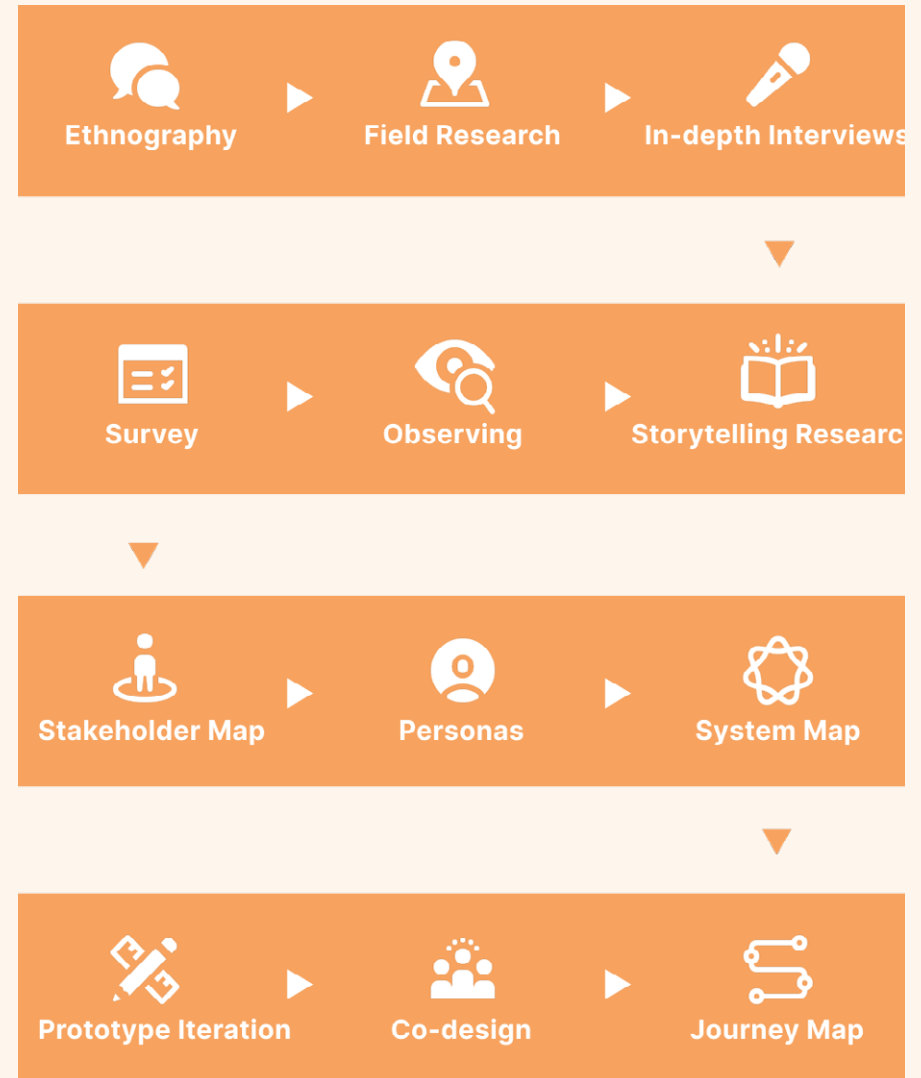 Ethnography
Field Research
In-depth Interviews
Survey
Observing
Storytelling Researc
Stakeholder Map
Personas
System Map
Prototype Iteration
Co-design
Journey Map